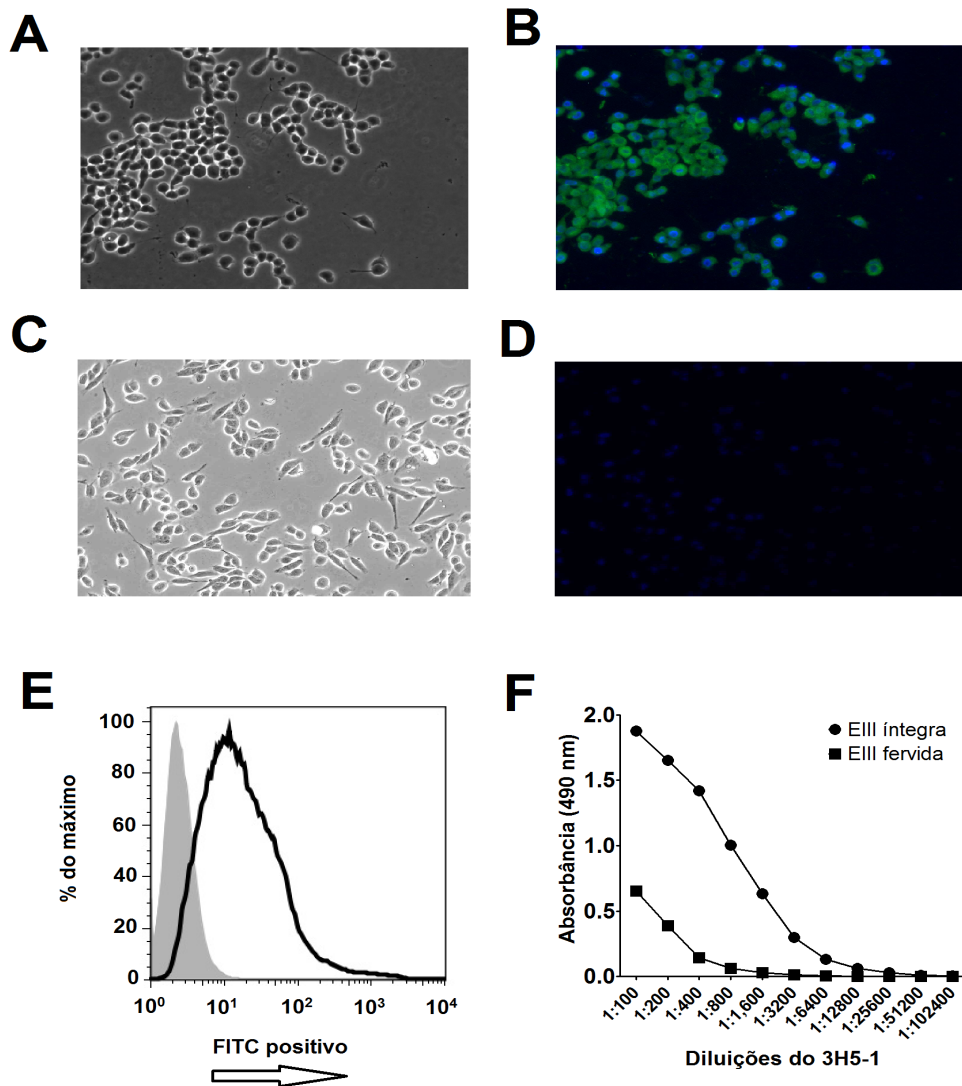 A
B
C
D
E
100
80
60
40
20
0
% do máximo
10⁰
10¹
10²
10³
10⁴
FITC positivo
F
2.0
1.5
1.0
0.5
0.0
Absorbância (490 nm)
EIII íntegra
EIII fervida
1:100
1:200
1:400
1:800
1:1,600
1:3200
1:6400
1:12800
1:25600
1:51200
1:102400
Diluições do 3H5-1